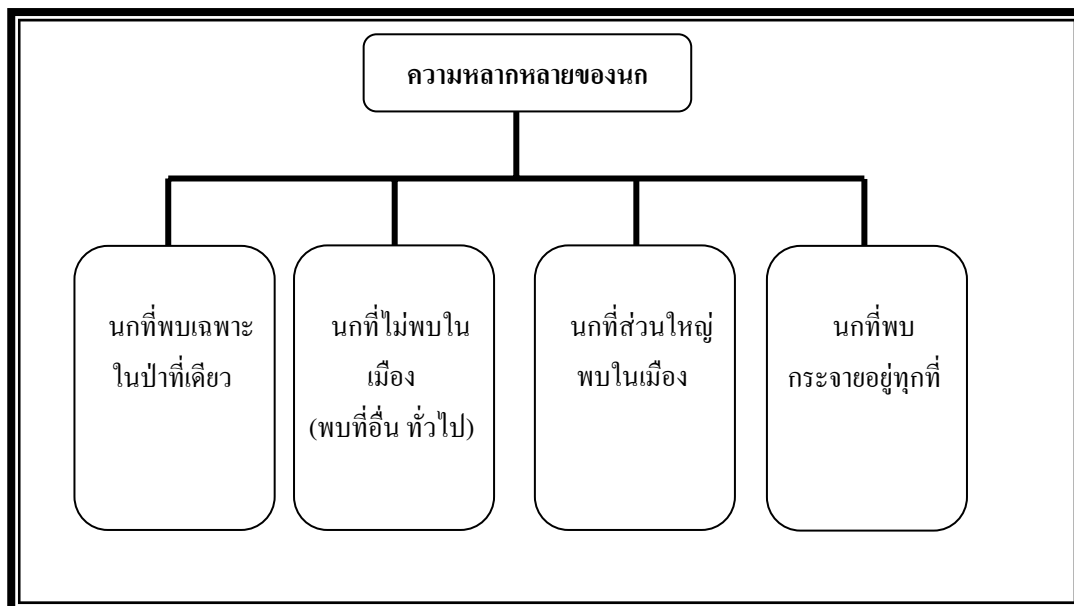 ความหลากหลายของนก
นกที่พบเฉพาะ
ในป่าที่เดียว
นกที่ไม่พบใน
เมือง
(พบที่อื่น ทั่วไป)
นกที่ส่วนใหญ่
พบในเมือง
นกที่พบ
กระจายอยู่ทุกที่